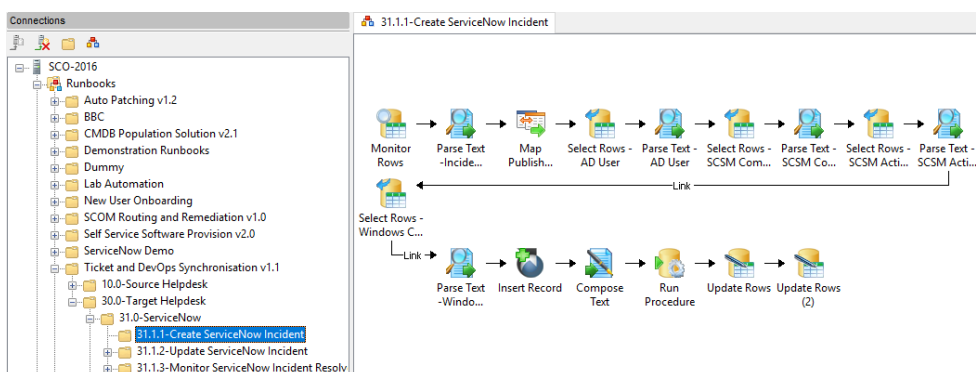 Connections
SCO-2016
Runbooks
Auto Patching v1.2
BBC
CMDB Population Solution v2.1
Demonstration Runbooks
Dummy
Lab Automation
New User Onboarding
SCOM Routing and Remediation v1.0
Self Service Software Provision v2.0
ServiceNow Demo
Ticket and DevOps Synchronisation v1.1
10.0-Source Helpdesk
30.0-Target Helpdesk
31.0-ServiceNow
31.1.1-Create ServiceNow Incident
31.1.2-Update ServiceNow Incident
31.1.3-Monitor ServiceNow Incident Resolv
31.1.1-Create ServiceNow Incident
Monitor
Rows
Parse Text
-Incide...
Map
Publish...
Select Rows -
AD User
Parse Text -
AD User
Select Rows -
SCSM Com...
Parse Text -
SCSM Co...
Select Rows -
SCSM Acti...
Parse Text -
SCSM Acti...
Link
Select Rows -
Windows C...
Link
Parse Text
-Windo...
Insert Record
Compose
Text
Run
Procedure
Update Rows
Update Rows
(2)